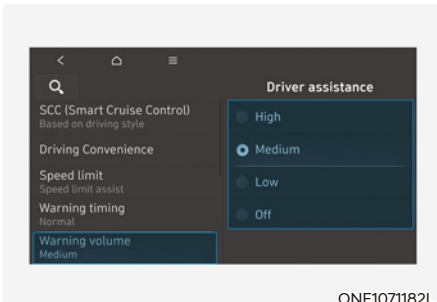 Driver assistance
SCC (Smart Cruise Control)
Based on driving style
Driving Convenience
Speed limit
Speed limit assist
Warning timing
Normal
Warning volume
Medium
High
Medium
Low
Off